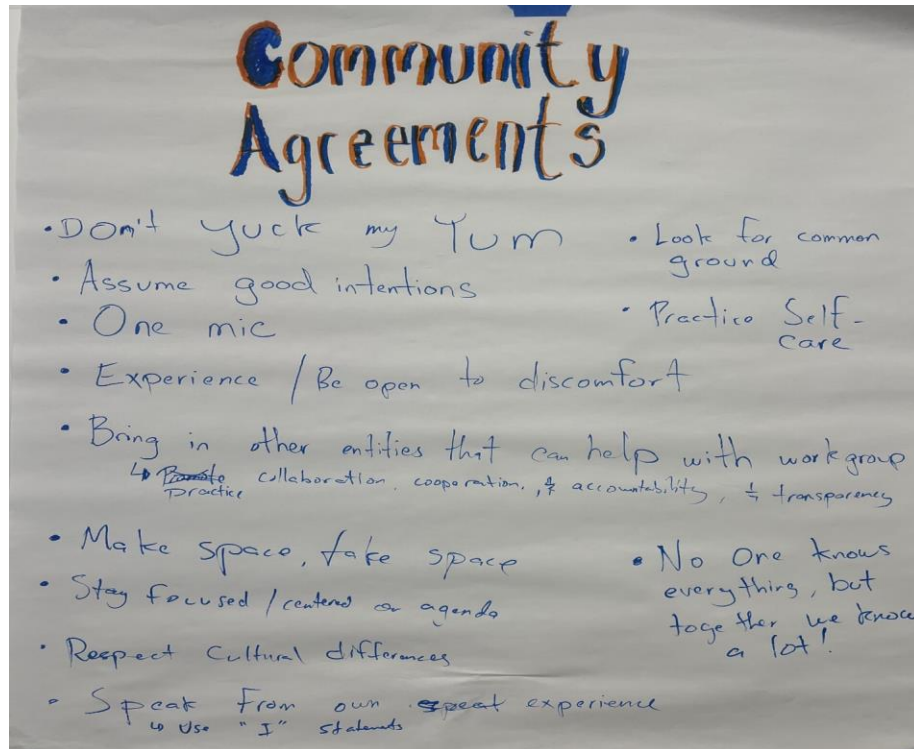 Community
Agreements
• Don't yuck my Yum
• Assume good intentions
• One mic
• Look for common
ground
• Practice Self-
care
• Experience / Be open to discomfort
• Bring in other entities that can help with workgroup
↳ Promote
practice collaboration, cooperation, & accountability, & transparency
• Make space, take space
• Stay focused / centered on agenda
• Respect Cultural differences
• No One knows
everything, but
together we know
a lot!
• Speak from own speat experience
↳ Use "I" statements